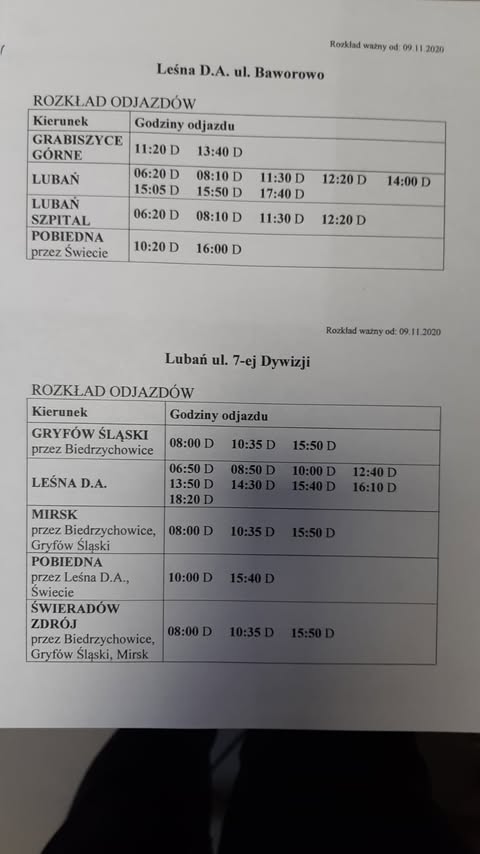 Rozkład ważny od: 09.11.2020
Leśna D.A. ul. Baworowo
ROZKŁAD ODJAZDÓW
Kierunek Godziny odjazdu
GRABISZYCE GÓRNE 11:20 D 13:40 D
LUBAŃ 06:20 D 08:10 D 11:30 D 12:20 D 14:00 D
15:05 D 15:50 D 17:40 D
LUBAŃ SZPITAL 06:20 D 08:10 D 11:30 D 12:20 D
POBIEDNA
przez Świecie 10:20 D 16:00 D
Rozkład ważny od: 09.11.2020
Lubań ul. 7-ej Dywizji
ROZKŁAD ODJAZDÓW
Kierunek Godziny odjazdu
GRYFÓW ŚLĄSKI
przez Biedrzychowice 08:00 D 10:35 D 15:50 D
LEŚNA D.A. 06:50 D 08:50 D 10:00 D 12:40 D
13:50 D 14:30 D 15:40 D 16:10 D
18:20 D
MIRSK
przez Biedrzychowice, 08:00 D 10:35 D 15:50 D
Gryfów Śląski
POBIEDNA
przez Leśna D.A., 10:00 D 15:40 D
Świecie
ŚWIERADÓW
ZDRÓJ 08:00 D 10:35 D 15:50 D
przez Biedrzychowice,
Gryfów Śląski, Mirsk